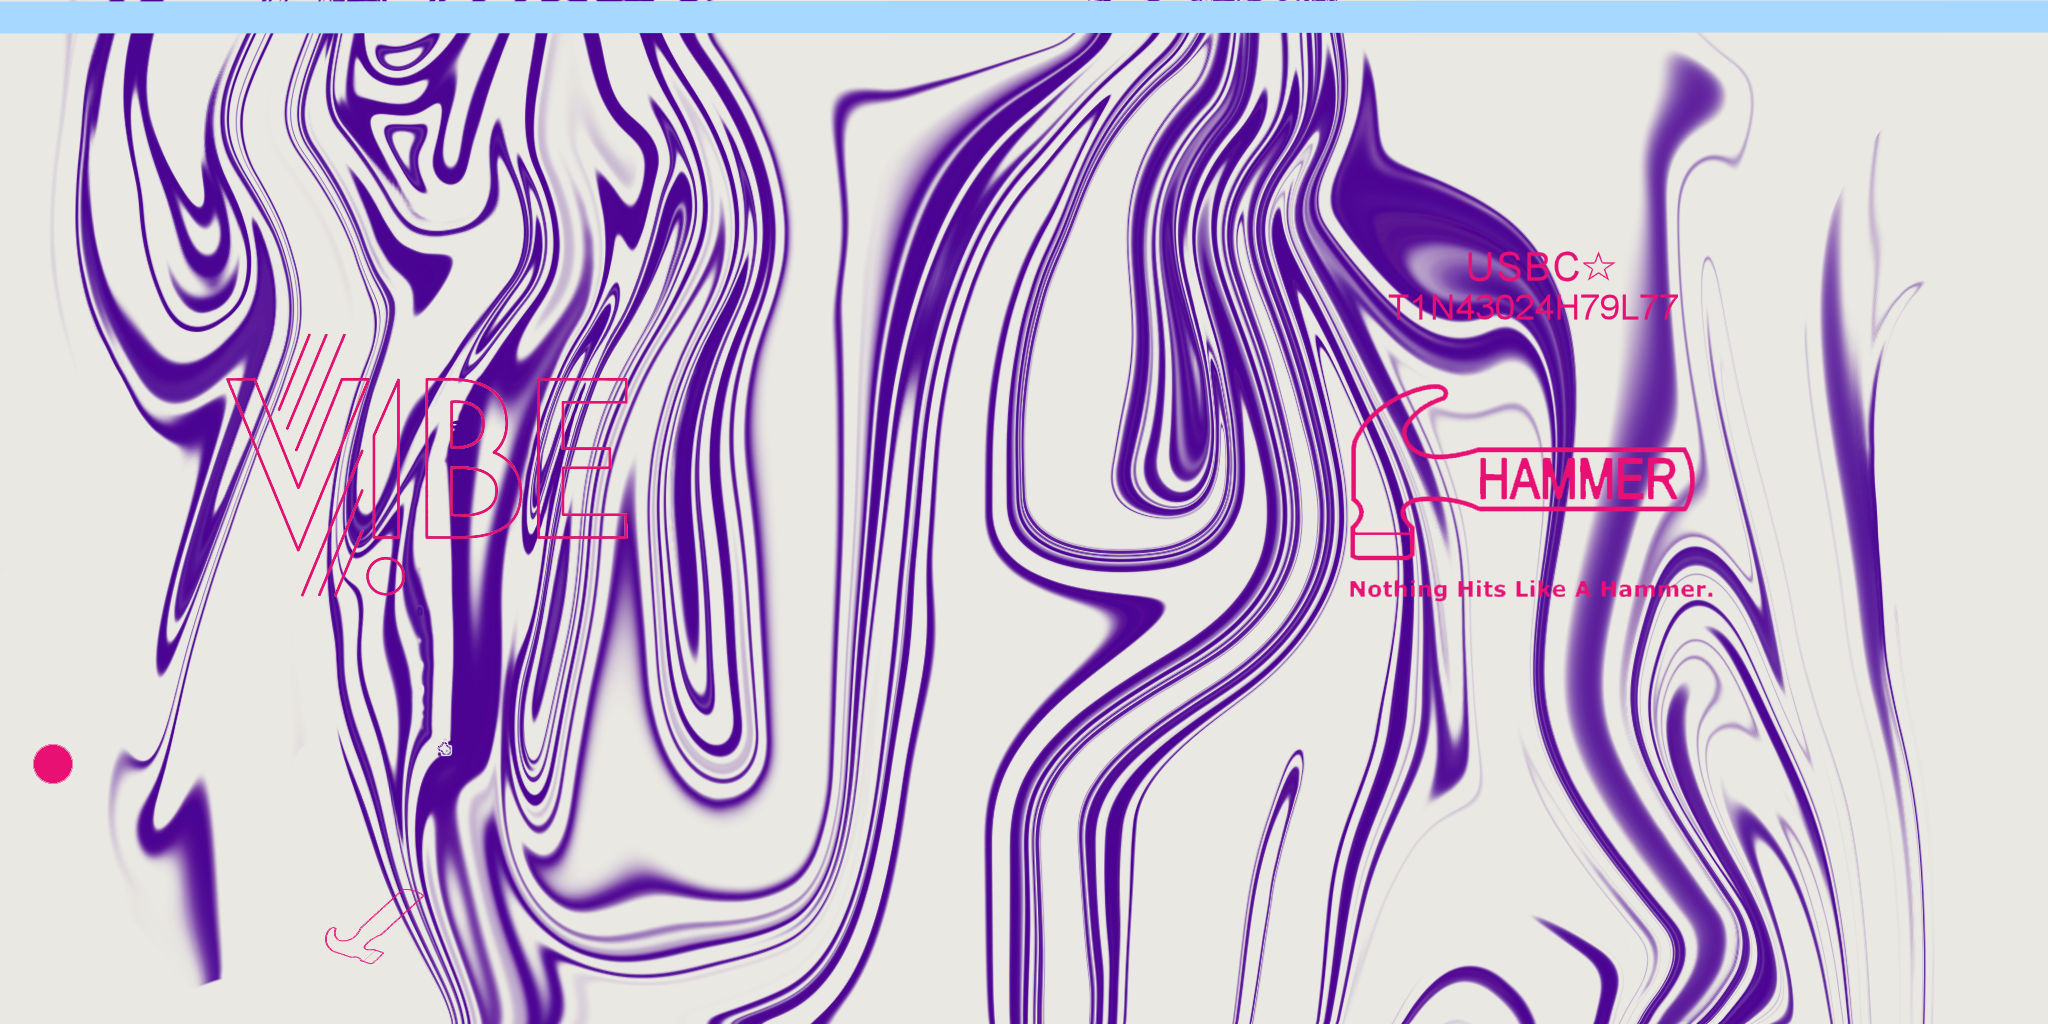 USBC☆
T1N43024H79L77
VIBE
HAMMER
Nothing Hits Like A Hammer.